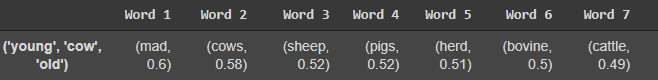 Word 1 Word 2 Word 3 Word 4 Word 5 Word 6 Word 7
('young', 'cow', (mad, (cows, (sheep, (pigs, (herd, (bovine, (cattle,
'old') 0.6) 0.58) 0.52) 0.52) 0.51) 0.5) 0.49)